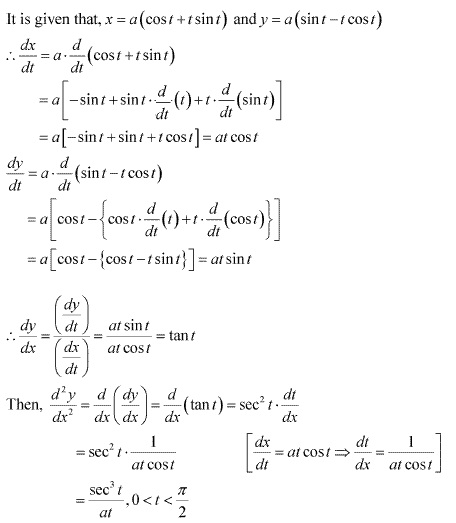 It is given that, x = a(cos t + t sin t) and y = a(sin t − t cos t)
∴ dx/dt = a · d/dt (cos t + t sin t)
= a[−sin t + sin t · d/dt · (t) + t · d/dt (sin t)]
= a[−sin t + sin t + t cos t] = at cos t
dy/dt = a · d/dt (sin t − t cos t)
= a[cos t − {cos t · d/dt (t) + t · d/dt (cos t)}]
= a[cos t − {cos t − t sin t}] = at sin t
∴ dy/dx = (dy/dt)/(dx/dt) = at sin t/at cos t = tan t
Then, d²y/dx² = d/dx (dy/dx) = d/dx (tan t) = sec² t · dt/dx
= sec² t · 1/at cos t [dx/dt = at cos t ⇒ dt/dx = 1/at cos t]
= sec³ t/at, 0 < t < π/2